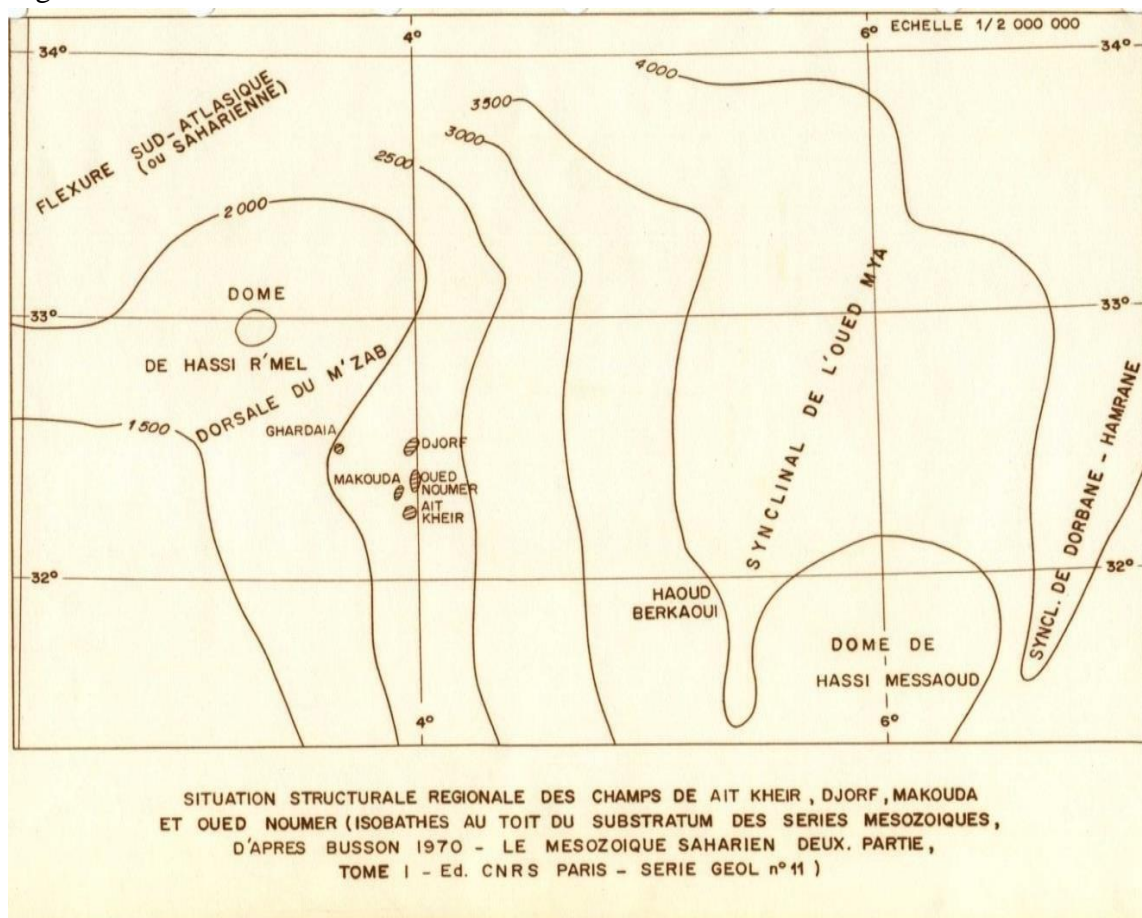 ECHELLE 1/2 000 000
4°
6°
34°
34°
4000
FLEXURE SUD-ATLASIQUE
(ou SAHARIENNE)
3500
3000
2500
2 000
DOME
33°
33°
DE HASSI R'MEL
DORSALE DU M'ZAB
SYNCLINAL DE L'OUED MYA
1500
GHARDAIA
DJORF
MAKOUDA
OUED
NOUMER
AIT
KHEIR
SYNCL. DE DORBANE - HAMRANE
32°
32°
HAOUD
BERKAOUI
DOME DE
HASSI MESSAOUD
4°
6°
SITUATION STRUCTURALE REGIONALE DES CHAMPS DE AIT KHEIR, DJORF, MAKOUDA
ET OUED NOUMER (ISOBATHES AU TOIT DU SUBSTRATUM DES SERIES MESOZOIQUES,
D'APRES BUSSON 1970 - LE MESOZOIQUE SAHARIEN DEUX. PARTIE,
TOME I - Ed. CNRS PARIS - SERIE GEOL n° 11 )